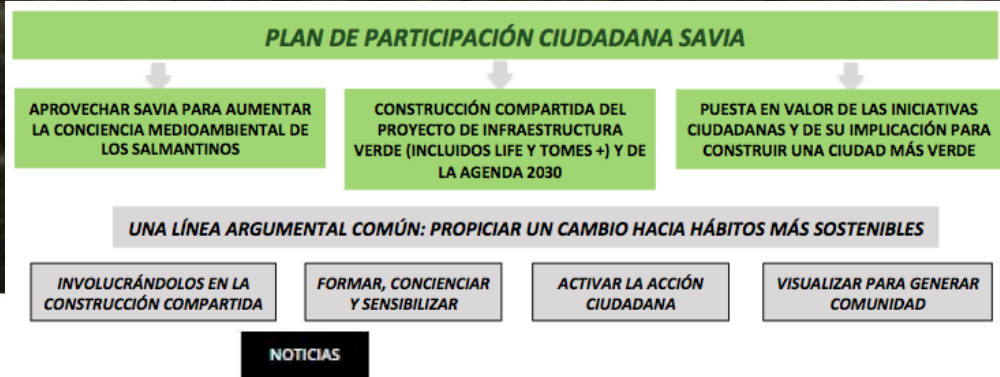 PLAN DE PARTICIPACIÓN CIUDADANA SAVIA
APROVECHAR SAVIA PARA AUMENTAR
LA CONCIENCIA MEDIOAMBIENTAL DE
LOS SALMANTINOS
CONSTRUCCIÓN COMPARTIDA DEL
PROYECTO DE INFRAESTRUCTURA
VERDE (INCLUIDOS LIFE Y TOMES +) Y DE
LA AGENDA 2030
PUESTA EN VALOR DE LAS INICIATIVAS
CIUDADANAS Y DE SU IMPLICACIÓN PARA
CONSTRUIR UNA CIUDAD MÁS VERDE
UNA LÍNEA ARGUMENTAL COMÚN: PROPICIAR UN CAMBIO HACIA HÁBITOS MÁS SOSTENIBLES
INVOLUCRÁNDOLOS EN LA
CONSTRUCCIÓN COMPARTIDA
FORMAR, CONCIENCIAR
Y SENSIBILIZAR
ACTIVAR LA ACCIÓN
CIUDADANA
VISUALIZAR PARA GENERAR
COMUNIDAD
NOTICIAS